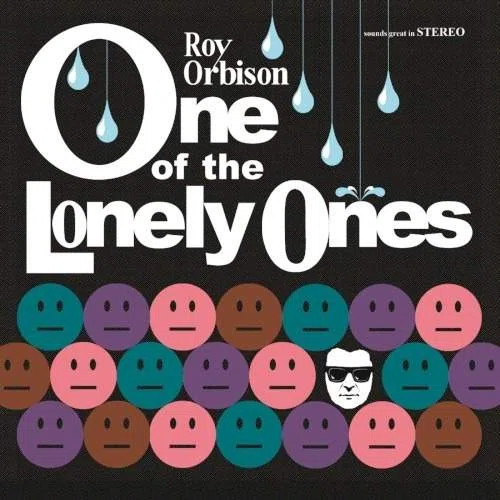 sounds great in STEREO
Roy
Orbison
One
of the
Lonely Ones